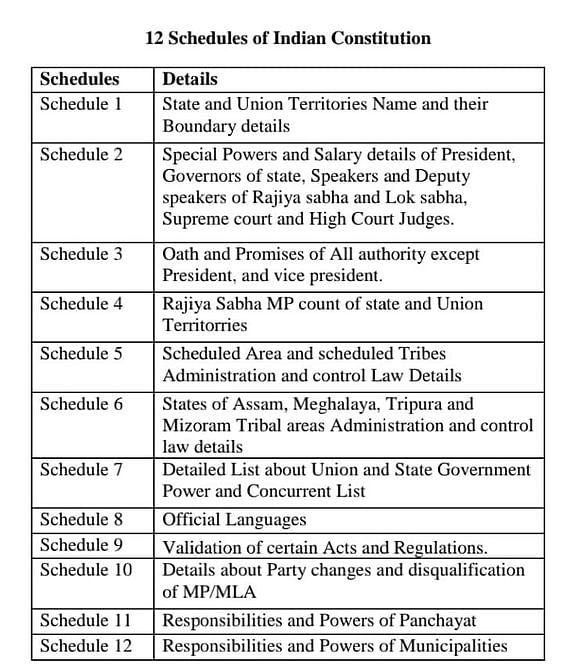 12 Schedules of Indian Constitution
Schedules Details
Schedule 1 State and Union Territories Name and their
Boundary details
Schedule 2 Special Powers and Salary details of President,
Governors of state, Speakers and Deputy
speakers of Rajiya sabha and Lok sabha,
Supreme court and High Court Judges.
Schedule 3 Oath and Promises of All authority except
President, and vice president.
Schedule 4 Rajiya Sabha MP count of state and Union
Territorries
Schedule 5 Scheduled Area and scheduled Tribes
Administration and control Law Details
Schedule 6 States of Assam, Meghalaya, Tripura and
Mizoram Tribal areas Administration and control
law details
Schedule 7 Detailed List about Union and State Government
Power and Concurrent List
Schedule 8 Official Languages
Schedule 9 Validation of certain Acts and Regulations.
Schedule 10 Details about Party changes and disqualification
of MP/MLA
Schedule 11 Responsibilities and Powers of Panchayat
Schedule 12 Responsibilities and Powers of Municipalities